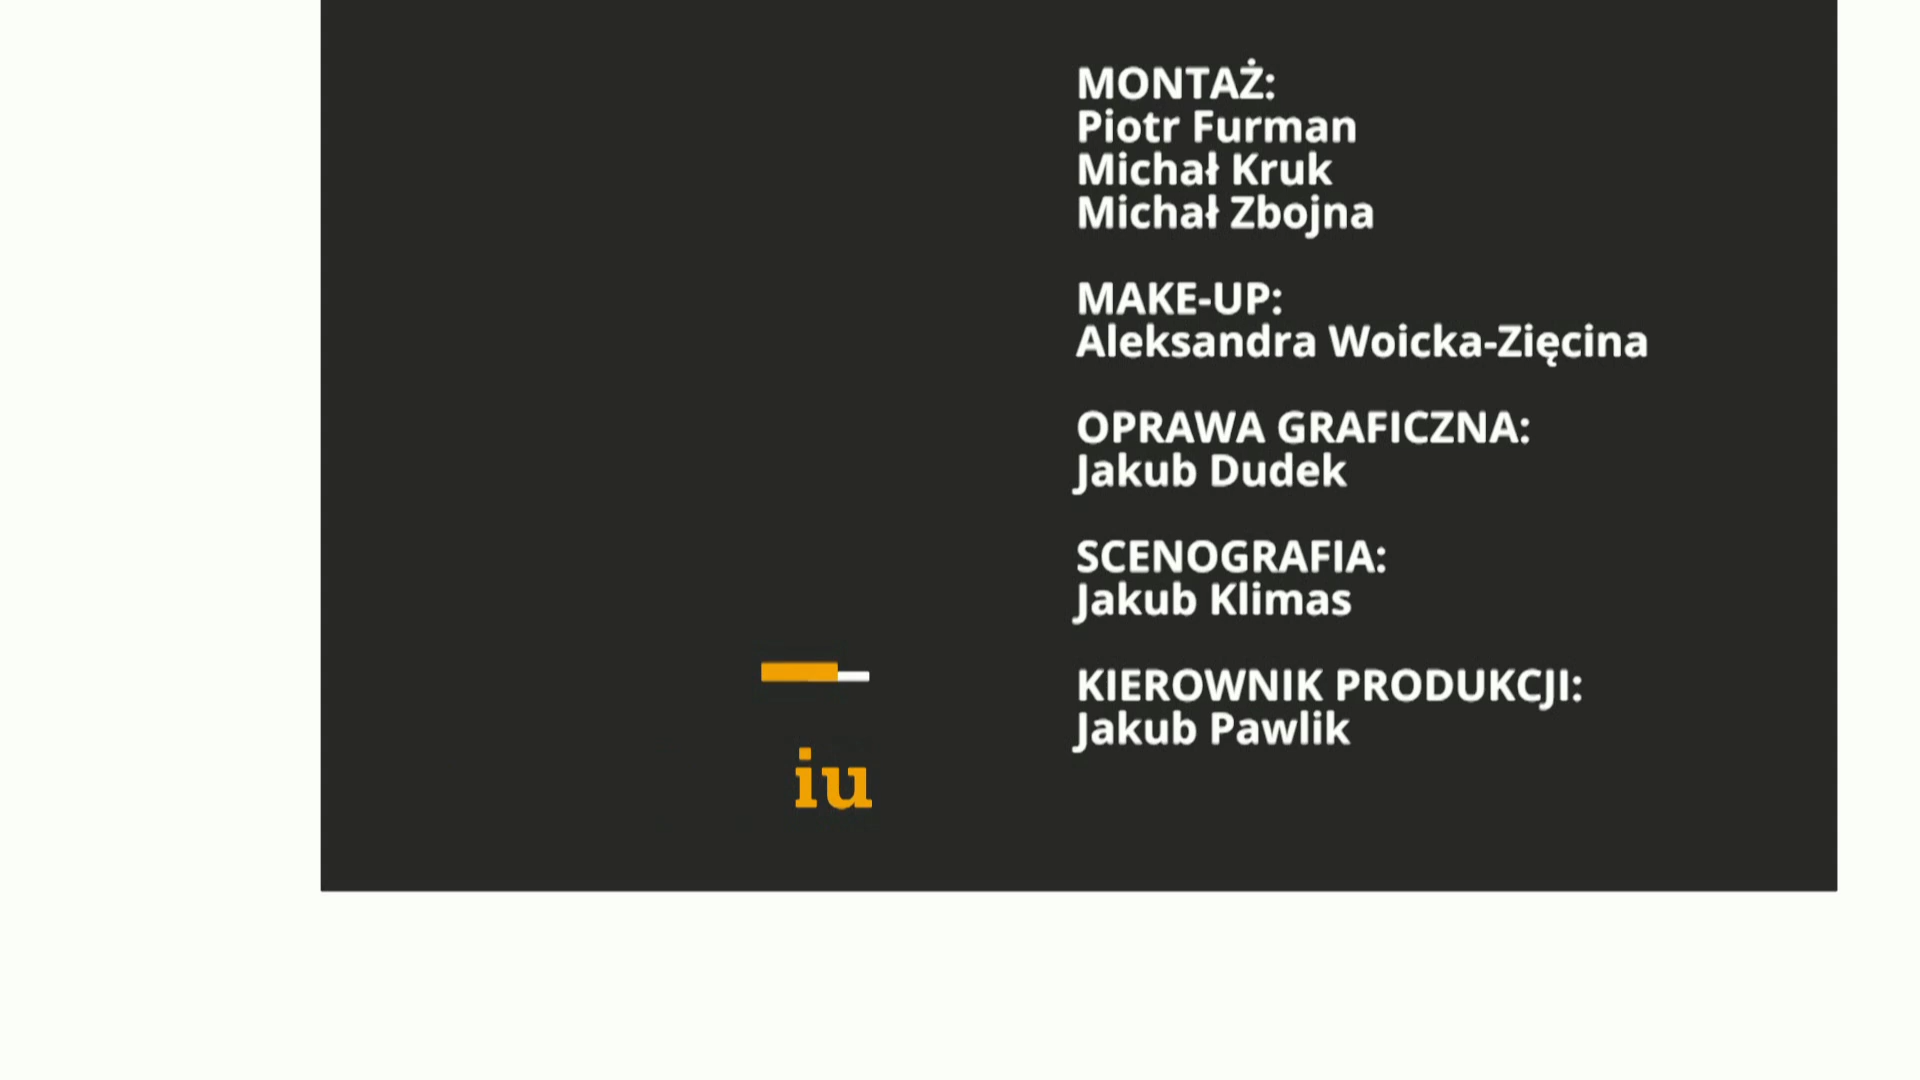 MONTAŻ:
Piotr Furman
Michał Kruk
Michał Zbojna
MAKE-UP:
Aleksandra Woicka-Zięcina
OPRAWA GRAFICZNA:
Jakub Dudek
SCENOGRAFIA:
Jakub Klimas
KIEROWNIK PRODUKCJI:
Jakub Pawlik
iu